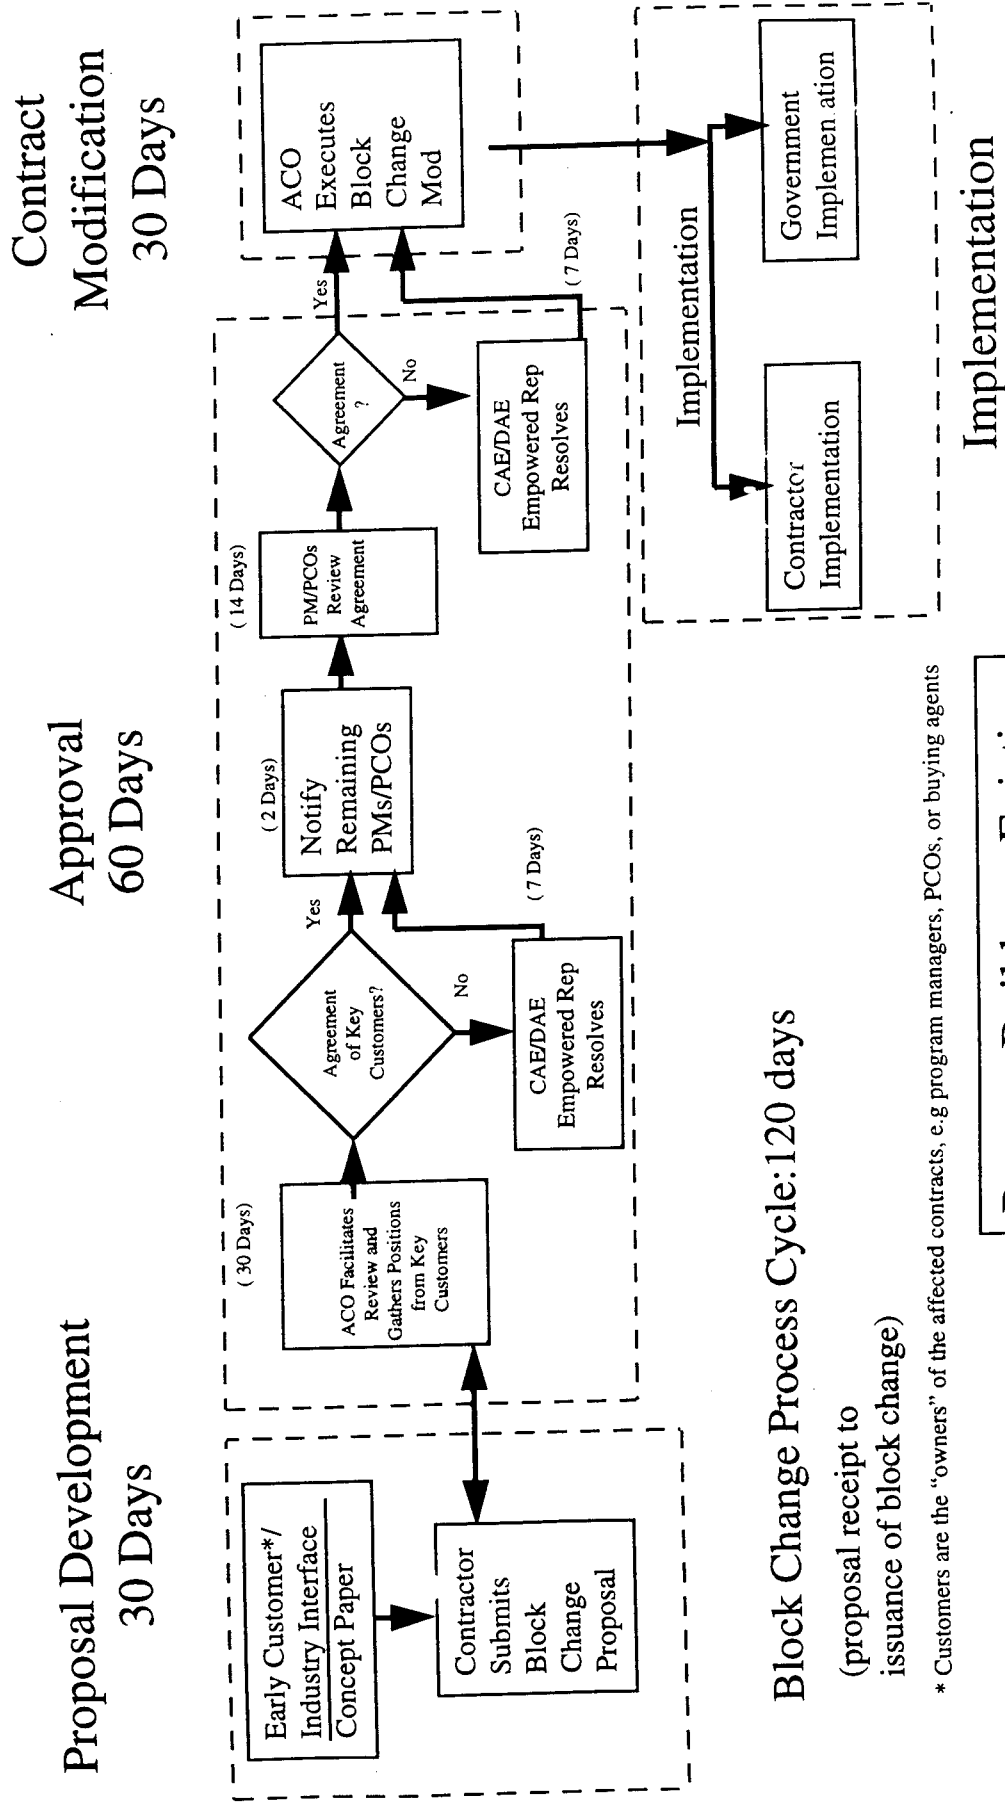 Proposal Development
30 Days
Approval
60 Days
Contract
Modification
30 Days
Early Customer*/
Industry Interface
Concept Paper
Contractor
Submits
Block
Change
Proposal
( 30 Days)
ACO Facilitates
Review and
Gathers Positions
from Key
Customers
Agreement
of Key
Customers?
Yes
No
CAE/DAE
Empowered Rep
Resolves
( 7 Days)
( 2 Days)
Notify
Remaining
PMs/PCOs
( 14 Days)
PM/PCOs
Review
Agreement
Agreement
?
Yes
No
CAE/DAE
Empowered Rep
Resolves
( 7 Days)
ACO
Executes
Block
Change
Mod
Implementation
Contractor
Implementation
Government
Implemen.ation
Implementation
Block Change Process Cycle:120 days
(proposal receipt to
issuance of block change)
* Customers are the “owners” of the affected contracts, e.g program managers, PCOs, or buying agents